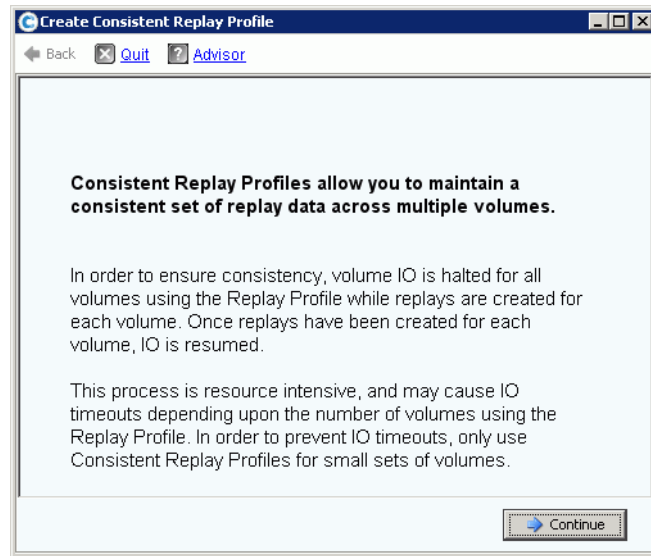 Create Consistent Replay Profile
Back Quit Advisor
Consistent Replay Profiles allow you to maintain a
consistent set of replay data across multiple volumes.
In order to ensure consistency, volume IO is halted for all
volumes using the Replay Profile while replays are created for
each volume. Once replays have been created for each
volume, IO is resumed.
This process is resource intensive, and may cause IO
timeouts depending upon the number of volumes using the
Replay Profile. In order to prevent IO timeouts, only use
Consistent Replay Profiles for small sets of volumes.
Continue